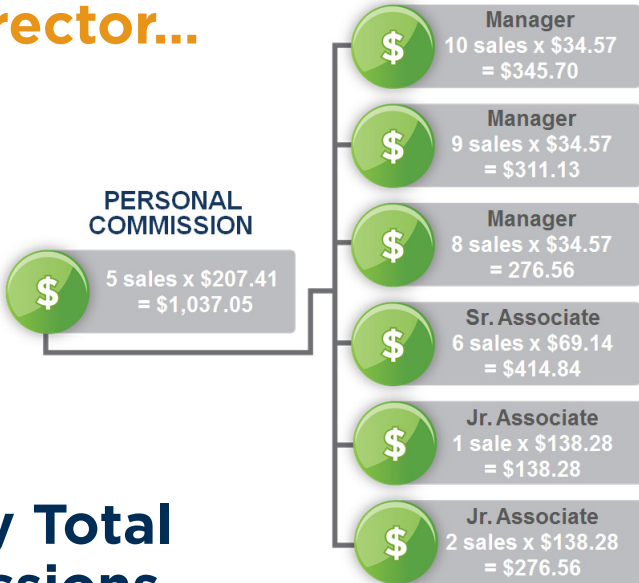 rector...
PERSONAL
COMMISSION
5 sales x $207.41
= $1,037.05
Manager
10 sales x $34.57
= $345.70
Manager
9 sales x $34.57
= $311.13
Manager
8 sales x $34.57
= 276.56
Sr. Associate
6 sales x $69.14
= $414.84
Jr. Associate
1 sale x $138.28
= $138.28
Jr. Associate
2 sales x $138.28
= $276.56
$
$
$
$
$
$
$
y Total
ssions